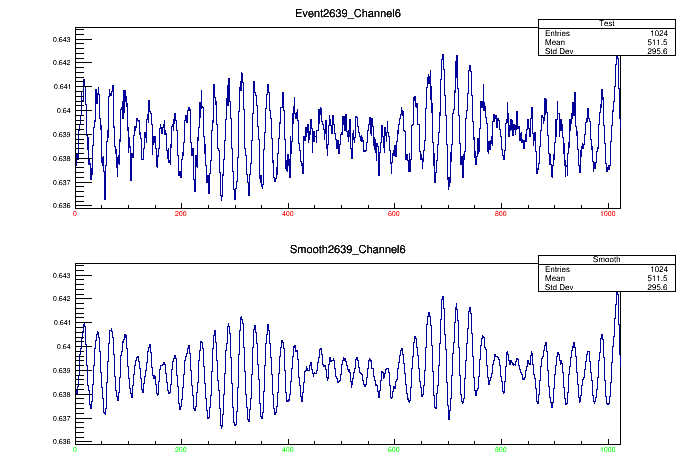 Event2639_Channel6
Test
Entries 1024
Mean 511.5
Std Dev 295.6
0.643
0.642
0.641
0.64
0.639
0.638
0.637
0.636
0 200 400 600 800 1000
Smooth2639_Channel6
Smooth
Entries 1024
Mean 511.5
Std Dev 295.6
0.643
0.642
0.641
0.64
0.639
0.638
0.637
0.636
0 200 400 600 800 1000